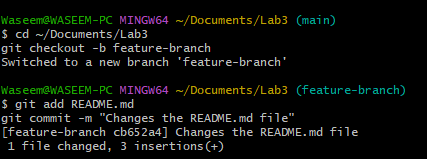 Waseem@WASEEM-PC MINGW64 ~/Documents/Lab3 (main)
$ cd ~/Documents/Lab3
git checkout -b feature-branch
Switched to a new branch 'feature-branch'
Waseem@WASEEM-PC MINGW64 ~/Documents/Lab3 (feature-branch)
$ git add README.md
git commit -m "Changes the README.md file"
[feature-branch cb652a4] Changes the README.md file
1 file changed, 3 insertions(+)